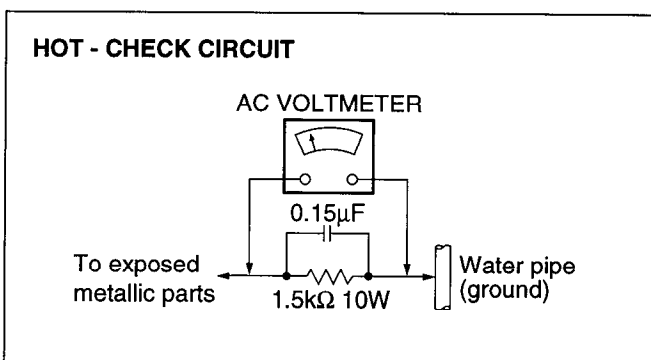 HOT - CHECK CIRCUIT
AC VOLTMETER
0.15μF
To exposed
metallic parts
1.5kΩ 10W
Water pipe
(ground)